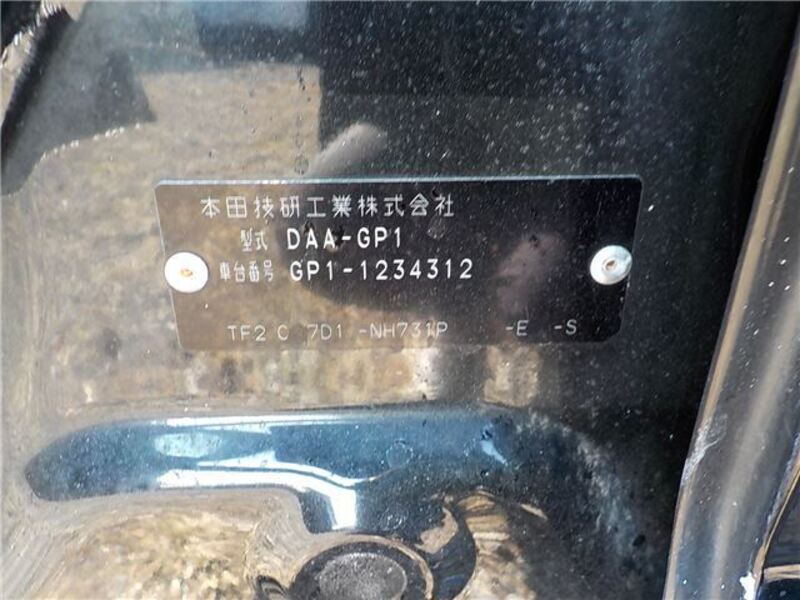 本田技研工業株式会社
型式 DAA-GP1
車台番号 GP1-1234312
TF2 C 7D1 -NH731P -E -S